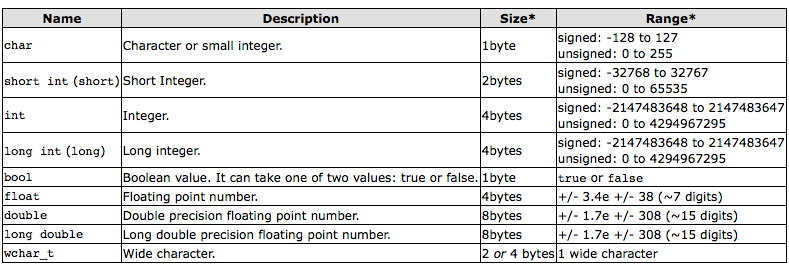 Name Description Size* Range*
char Character or small integer. 1byte signed: -128 to 127
unsigned: 0 to 255
short int (short) Short Integer. 2bytes signed: -32768 to 32767
unsigned: 0 to 65535
int Integer. 4bytes signed: -2147483648 to 2147483647
unsigned: 0 to 4294967295
long int (long) Long integer. 4bytes signed: -2147483648 to 2147483647
unsigned: 0 to 4294967295
bool Boolean value. It can take one of two values: true or false. 1byte true or false
float Floating point number. 4bytes +/- 3.4e +/- 38 (~7 digits)
double Double precision floating point number. 8bytes +/- 1.7e +/- 308 (~15 digits)
long double Long double precision floating point number. 8bytes +/- 1.7e +/- 308 (~15 digits)
wchar_t Wide character. 2 or 4 bytes 1 wide character